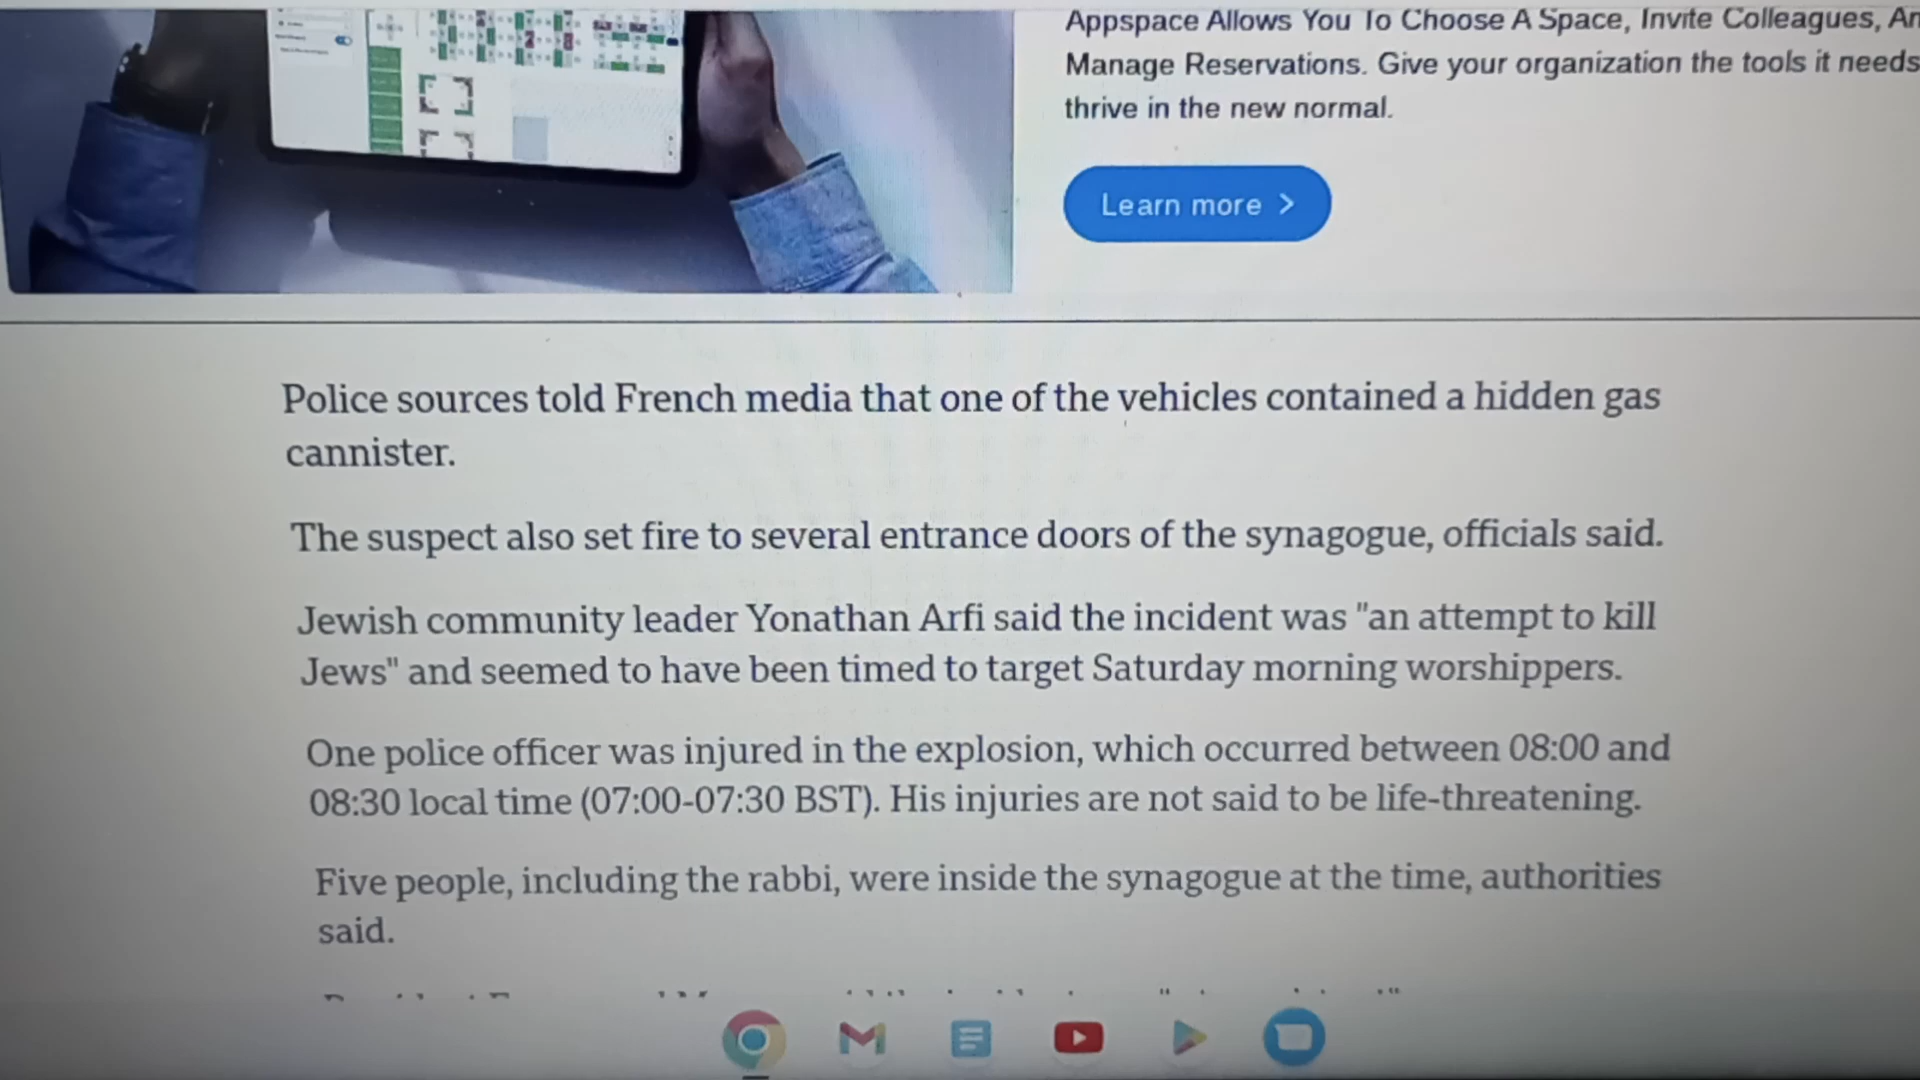 Appspace Allows You To Choose A Space, Invite Colleagues, An
Manage Reservations. Give your organization the tools it needs
thrive in the new normal.
Learn more >
Police sources told French media that one of the vehicles contained a hidden gas
cannister.
The suspect also set fire to several entrance doors of the synagogue, officials said.
Jewish community leader Yonathan Arfi said the incident was "an attempt to kill
Jews" and seemed to have been timed to target Saturday morning worshippers.
One police officer was injured in the explosion, which occurred between 08:00 and
08:30 local time (07:00-07:30 BST). His injuries are not said to be life-threatening.
Five people, including the rabbi, were inside the synagogue at the time, authorities
said.